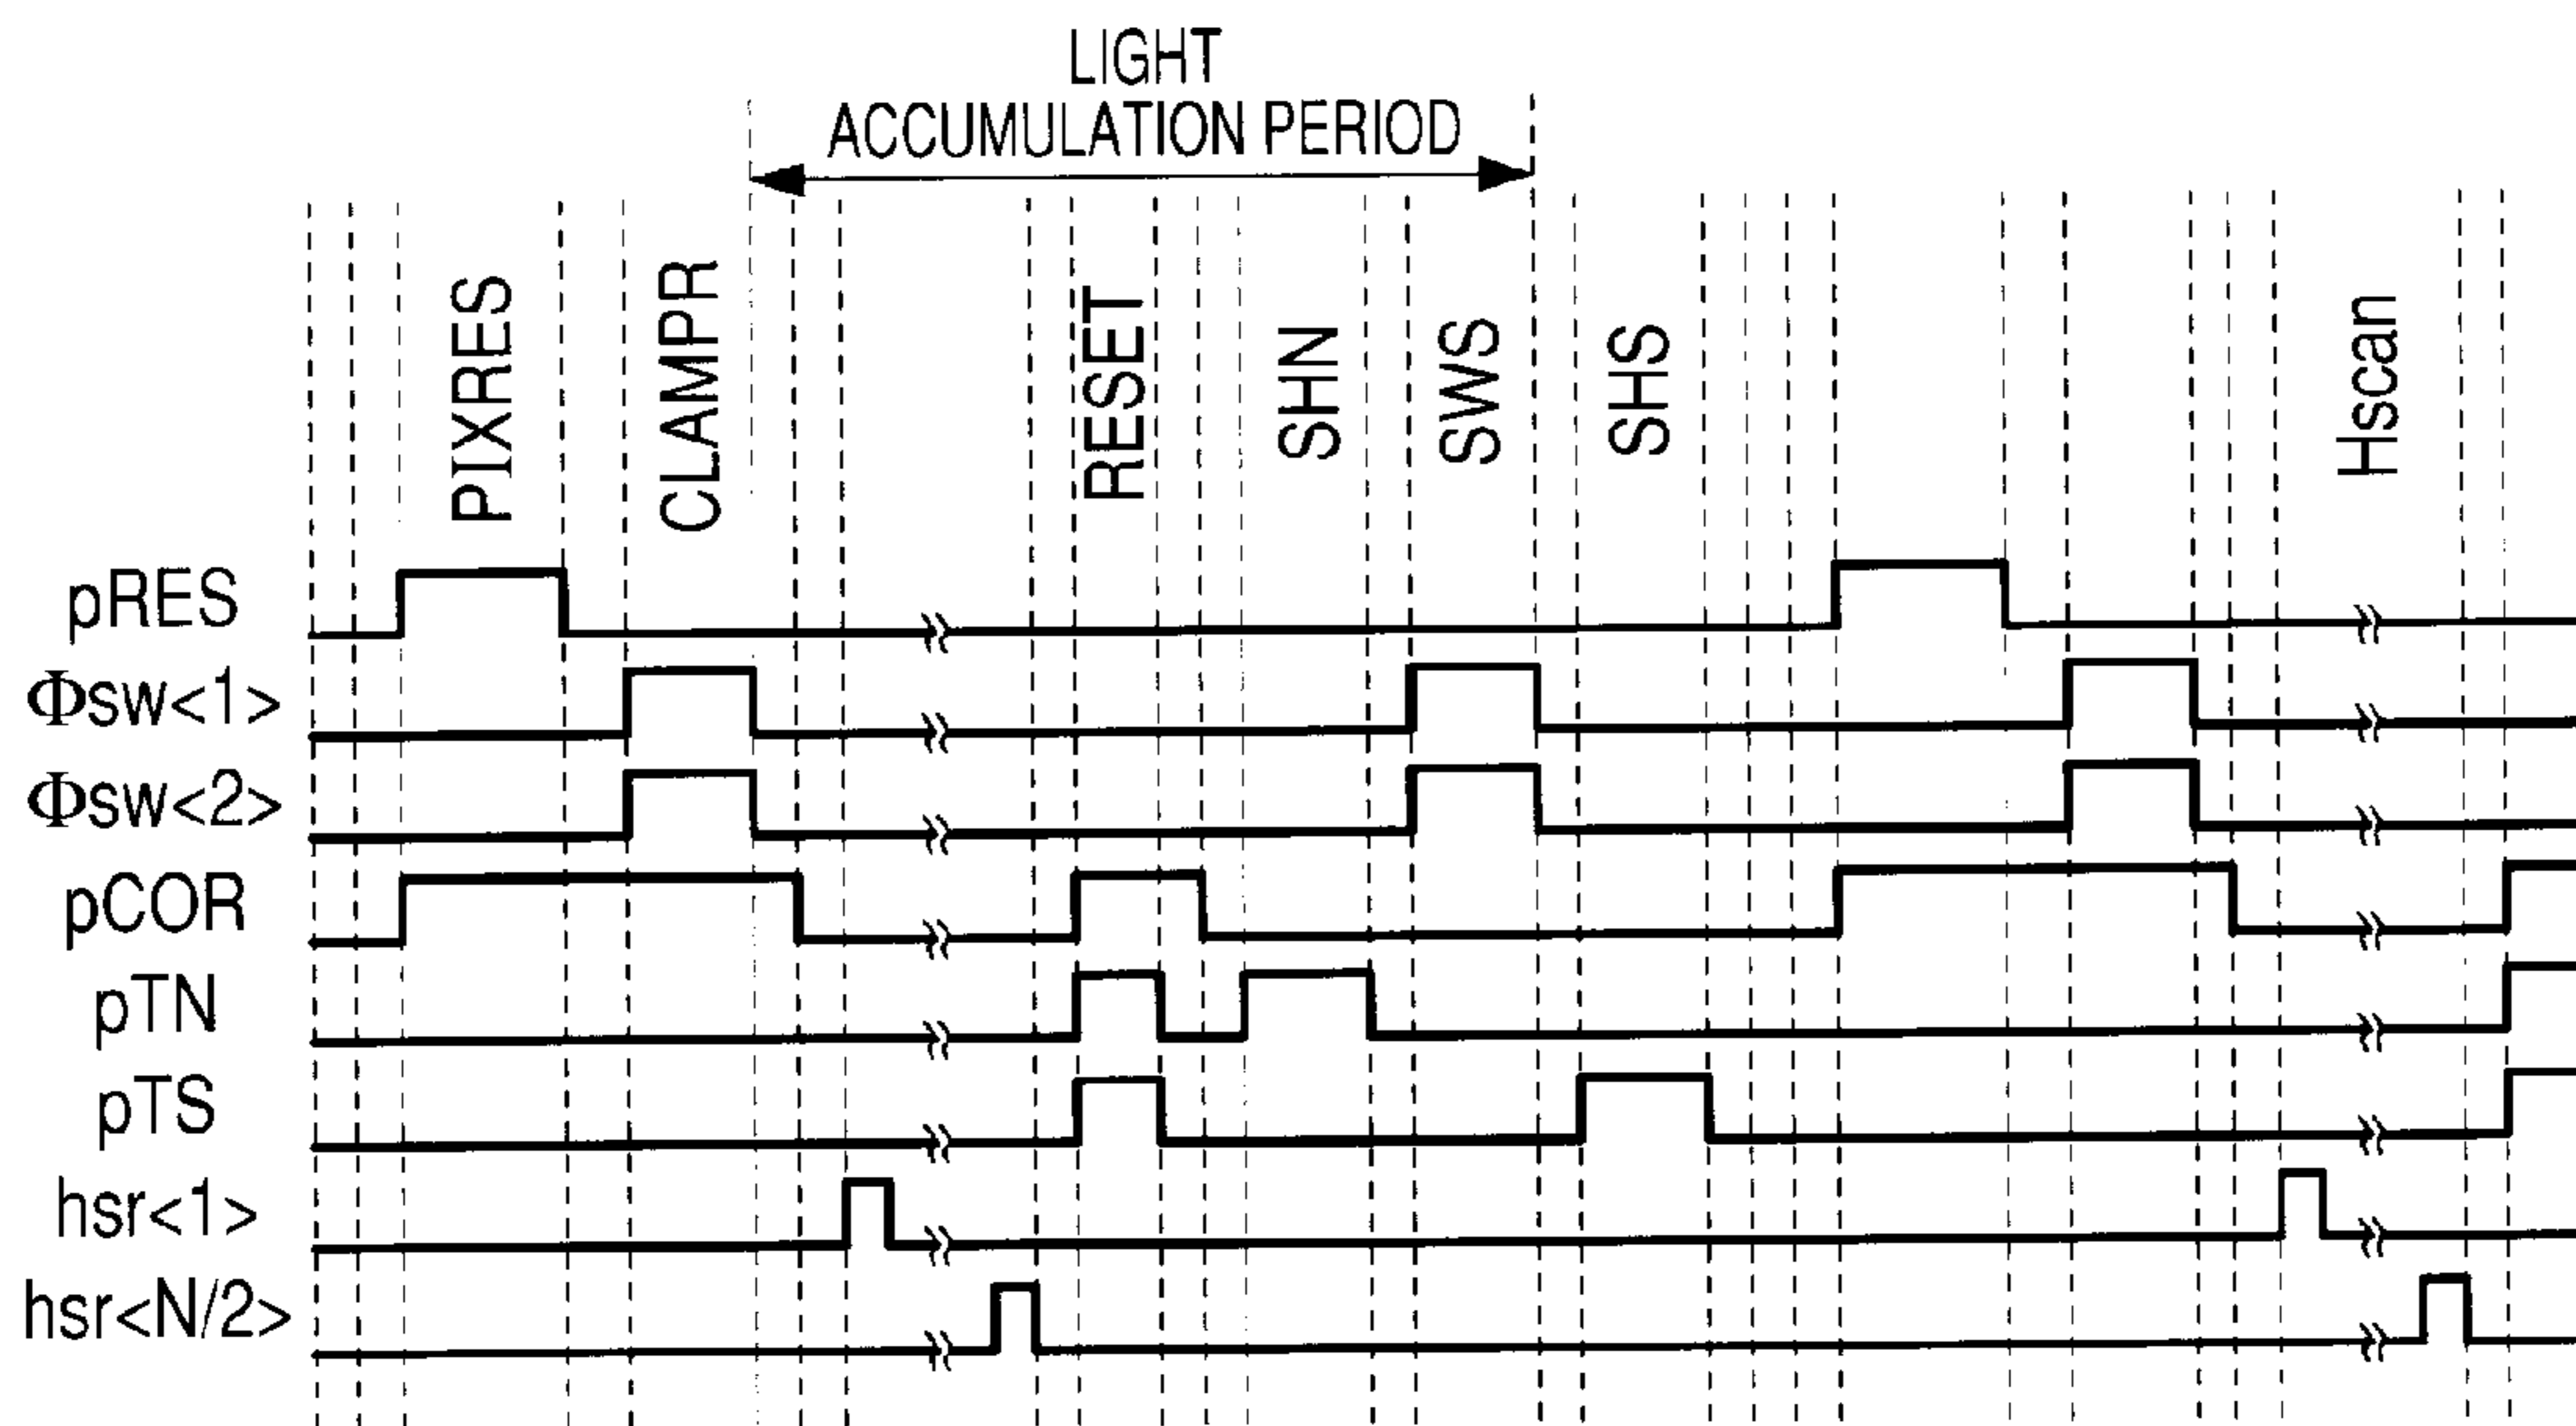 LIGHT
ACCUMULATION PERIOD
PIXRES
CLAMPR
RESET
SHN
SWS
SHS
Hscan
pRES
Φsw<1>
Φsw<2>
pCOR
pTN
pTS
hsr<1>
hsr<N/2>